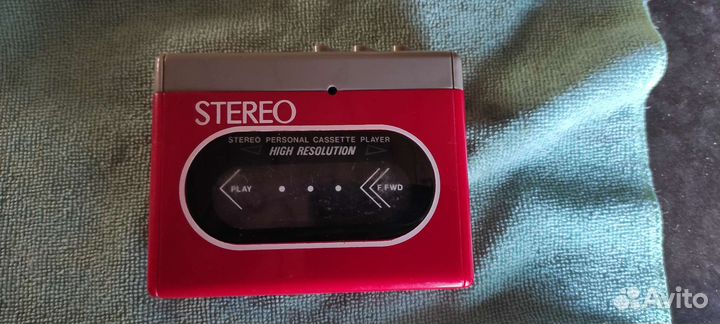 STEREO
STEREO PERSONAL CASSETTE PLAYER
HIGH RESOLUTION
PLAY F.FWD
Avito